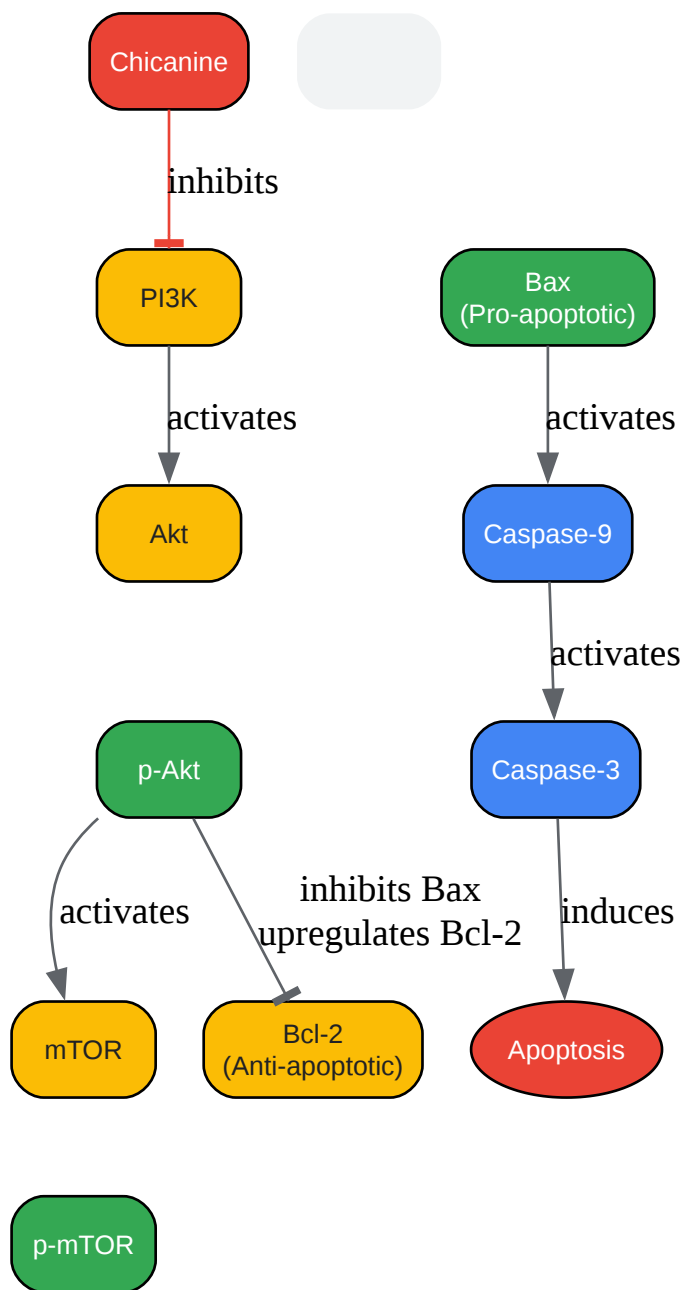 Chicanine
inhibits
PI3K
Bax
(Pro-apoptotic)
activates
activates
Akt
Caspase-9
activates
p-Akt
Caspase-3
activates
inhibits Bax
upregulates Bcl-2
induces
mTOR
Bcl-2
(Anti-apoptotic)
Apoptosis
p-mTOR